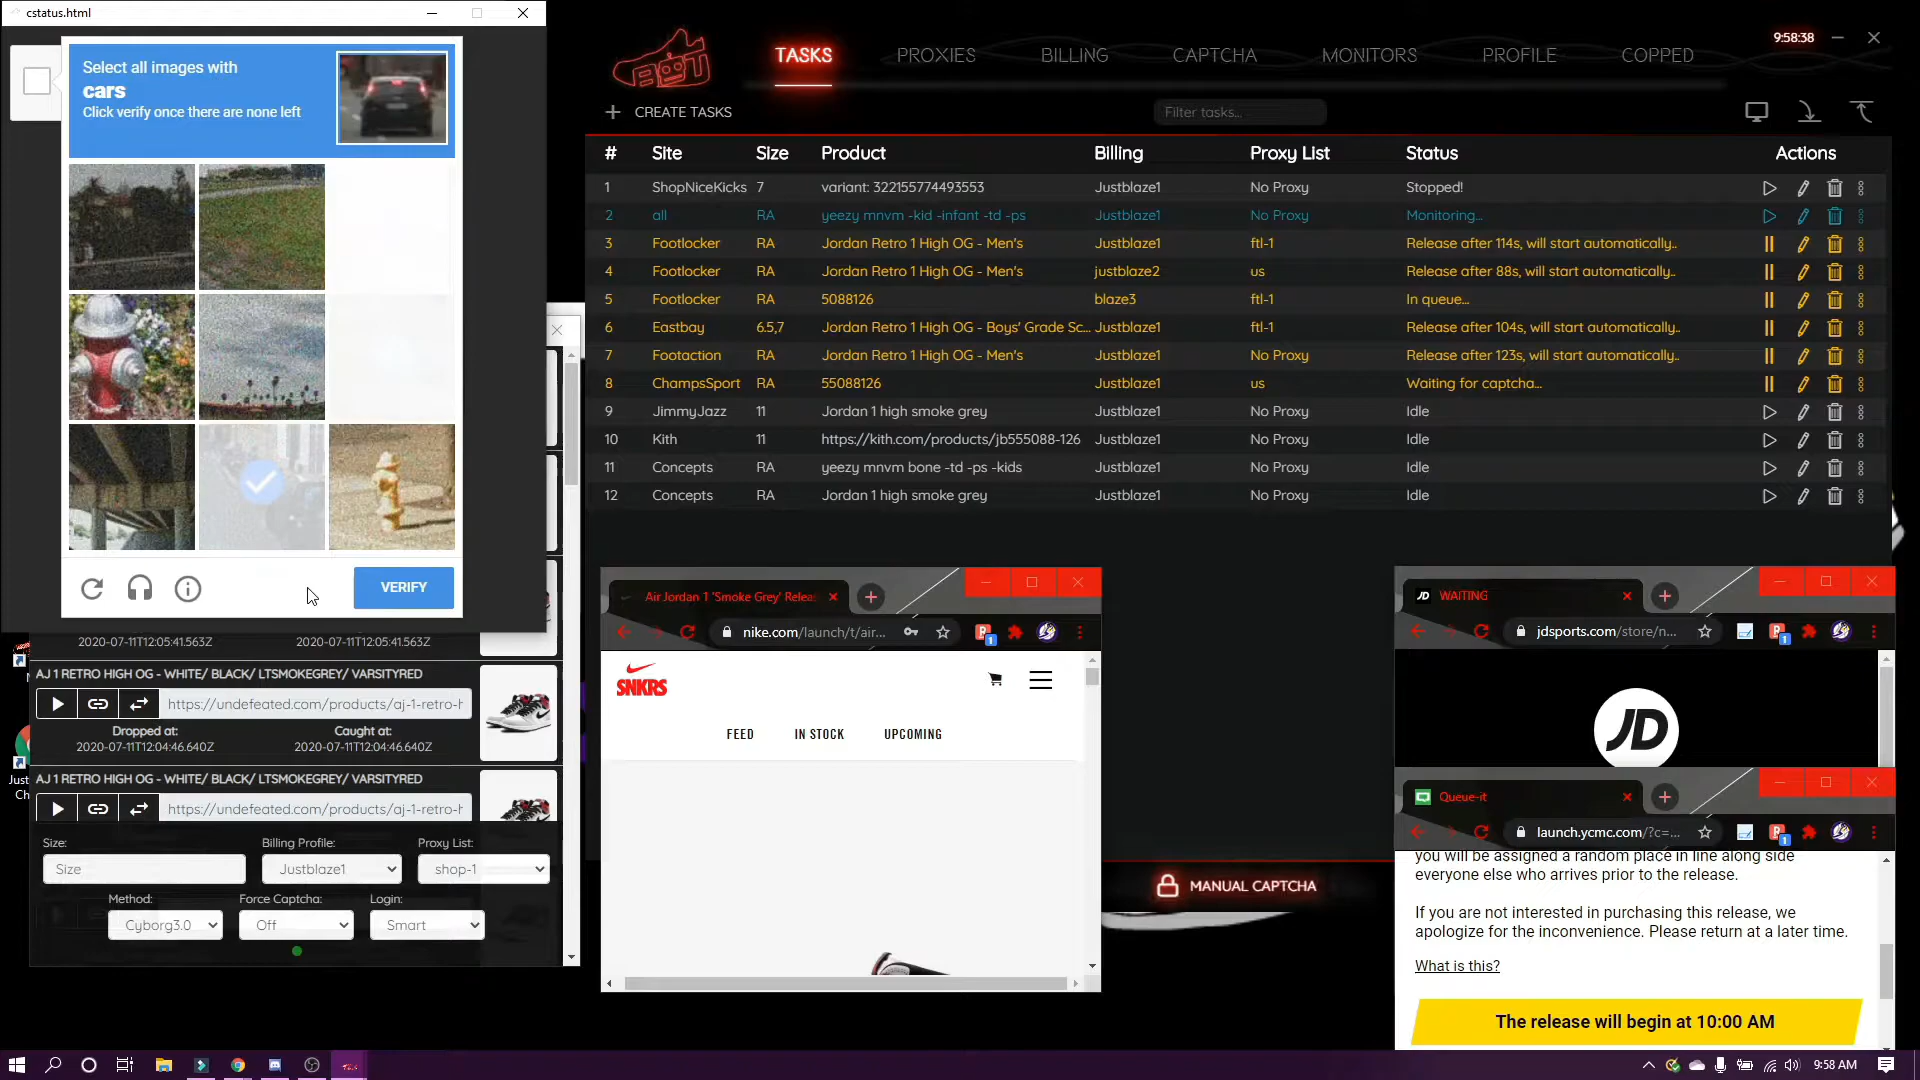 cstatus.html
Select all images with
cars
Click verify once there are none left
VERIFY
2020-07-11T12:05:41.563Z 2020-07-11T12:05:41.563Z
AJ 1 RETRO HIGH OG - WHITE/ BLACK/ LTSMOKEGREY/ VARSITYRED
https://undefeated.com/products/aj-1-retro-h
Dropped at: Caught at:
2020-07-11T12:04:46.640Z 2020-07-11T12:04:46.640Z
AJ 1 RETRO HIGH OG - WHITE/ BLACK/ LTSMOKEGREY/ VARSITYRED
https://undefeated.com/products/aj-1-retro-h
Size: Billing Profile: Proxy List:
Size Justblaze1 shop-1
Method: Force Captcha: Login:
Cyborg3.0 Off Smart
BOT
TASKS PROXIES BILLING CAPTCHA MONITORS PROFILE COPPED
9:58:38
CREATE TASKS
Filter tasks...
# Site Size Product Billing Proxy List Status Actions
1 ShopNiceKicks 7 variant: 322155774493553 Justblaze1 No Proxy Stopped!
2 all RA yeezy mnvm -kid -infant -td -ps Justblaze1 No Proxy Monitoring...
3 Footlocker RA Jordan Retro 1 High OG - Men's Justblaze1 ftl-1 Release after 114s, will start automatically..
4 Footlocker RA Jordan Retro 1 High OG - Men's justblaze2 us Release after 88s, will start automatically..
5 Footlocker RA 5088126 blaze3 ftl-1 In queue...
6 Eastbay 6.5,7 Jordan Retro 1 High OG - Boys' Grade Sc... Justblaze1 ftl-1 Release after 104s, will start automatically..
7 Footaction RA Jordan Retro 1 High OG - Men's Justblaze1 No Proxy Release after 123s, will start automatically..
8 ChampsSport RA 55088126 Justblaze1 us Waiting for captcha...
9 JimmyJazz 11 Jordan 1 high smoke grey Justblaze1 No Proxy Idle
10 Kith 11 https://kith.com/products/jb555088-126 Justblaze1 No Proxy Idle
11 Concepts RA yeezy mnvm bone -td -ps -kids Justblaze1 No Proxy Idle
12 Concepts RA Jordan 1 high smoke grey Justblaze1 No Proxy Idle
Air Jordan 1 'Smoke Grey' Relea
nike.com/launch/t/air...
SNKRS
FEED IN STOCK UPCOMING
MANUAL CAPTCHA
JD WAITING
jdsports.com/store/n...
JD
Queue-it
launch.ycmc.com/?c=...
you will be assigned a random place in line along side
everyone else who arrives prior to the release.
If you are not interested in purchasing this release, we
apologize for the inconvenience. Please return at a later time.
What is this?
The release will begin at 10:00 AM
9:58 AM